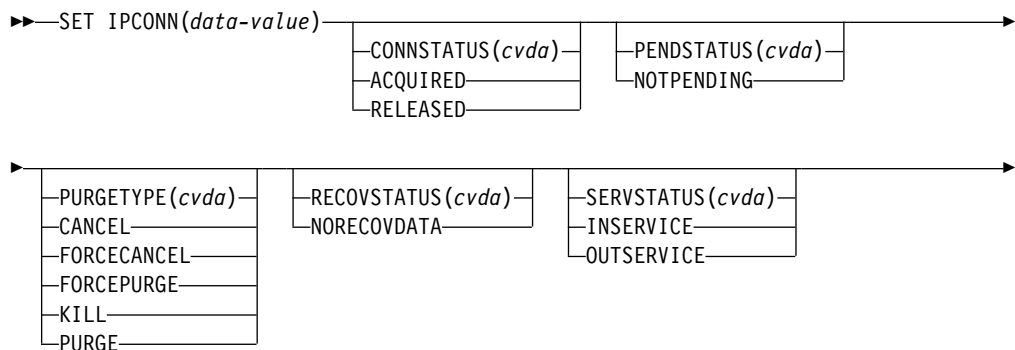 SET IPCONN(data-value)
CONNSTATUS(cvda)
ACQUIRED
RELEASED
PENDSTATUS(cvda)
NOTPENDING
PURGETYPE(cvda)
CANCEL
FORCECANCEL
FORCEPURGE
KILL
PURGE
RECOVSTATUS(cvda)
NORECOVDATA
SERVSTATUS(cvda)
INSERVICE
OUTSERVICE